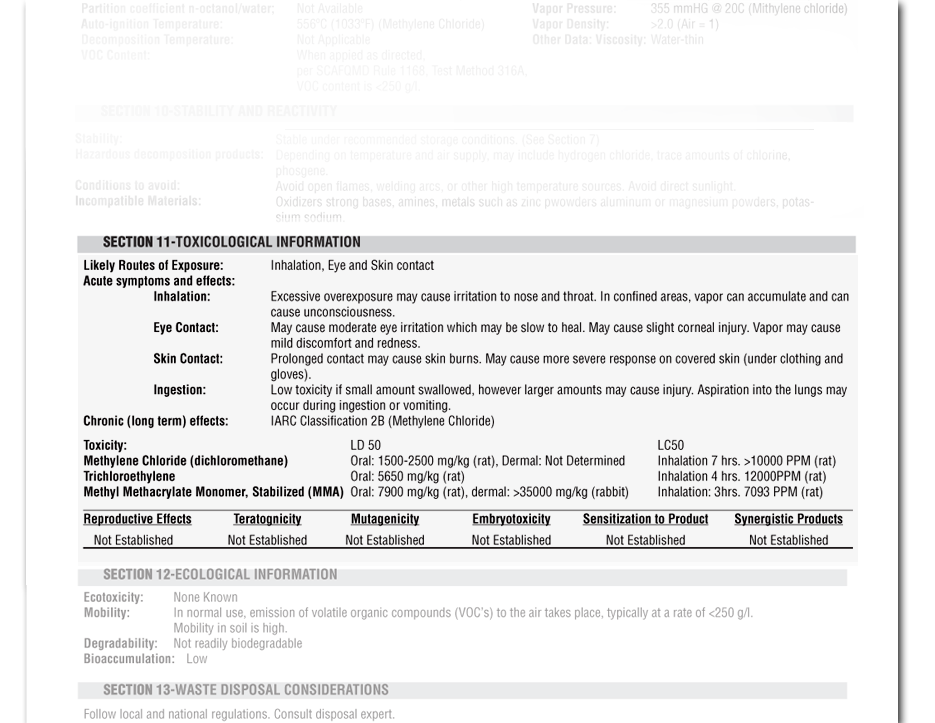 Partition coefficient n-octanol/water; Not Available Vapor Pressure: 355 mmHG @ 20C (Mithylene chloride)
Auto-ignition Temperature: 556ºC (1033ºF) (Methylene Chloride) Vapor Density: >2.0 (Air = 1)
Decomposition Temperature: Not Applicable Other Data: Viscosity: Water-thin
VOC Content: When appied as directed,
per SCAFQMD Rule 1168, Test Method 316A,
VOC content is <250 g/l.
SECTION 10-STABILITY AND REACTIVITY
Stability: Stable under recommended storage conditions. (See Section 7)
Hazardous decomposition products: Depending on temperature and air supply, may include hydrogen chloride, trace amounts of chlorine,
phosgene.
Conditions to avoid: Avoid open flames, welding arcs, or other high temperature sources. Avoid direct sunlight.
Incompatible Materials: Oxidizers strong bases, amines, metals such as zinc pwowders aluminum or magnesium powders, potas-
sium sodium.
SECTION 11-TOXICOLOGICAL INFORMATION
Likely Routes of Exposure: Inhalation, Eye and Skin contact
Acute symptoms and effects:
Inhalation: Excessive overexposure may cause irritation to nose and throat. In confined areas, vapor can accumulate and can
cause unconsciousness.
Eye Contact: May cause moderate eye irritation which may be slow to heal. May cause slight corneal injury. Vapor may cause
mild discomfort and redness.
Skin Contact: Prolonged contact may cause skin burns. May cause more severe response on covered skin (under clothing and
gloves).
Ingestion: Low toxicity if small amount swallowed, however larger amounts may cause injury. Aspiration into the lungs may
occur during ingestion or vomiting.
Chronic (long term) effects: IARC Classification 2B (Methylene Chloride)
Toxicity: LD 50 LC50
Methylene Chloride (dichloromethane) Oral: 1500-2500 mg/kg (rat), Dermal: Not Determined Inhalation 7 hrs. >10000 PPM (rat)
Trichloroethylene Oral: 5650 mg/kg (rat) Inhalation 4 hrs. 12000PPM (rat)
Methyl Methacrylate Monomer, Stabilized (MMA) Oral: 7900 mg/kg (rat), dermal: >35000 mg/kg (rabbit) Inhalation: 3hrs. 7093 PPM (rat)
Reproductive Effects Teratognicity Mutagenicity Embryotoxicity Sensitization to Product Synergistic Products
Not Established Not Established Not Established Not Established Not Established Not Established
SECTION 12-ECOLOGICAL INFORMATION
Ecotoxicity: None Known
Mobility: In normal use, emission of volatile organic compounds (VOC's) to the air takes place, typically at a rate of <250 g/l.
Mobility in soil is high.
Degradability: Not readily biodegradable
Bioaccumulation: Low
SECTION 13-WASTE DISPOSAL CONSIDERATIONS
Follow local and national regulations. Consult disposal expert.